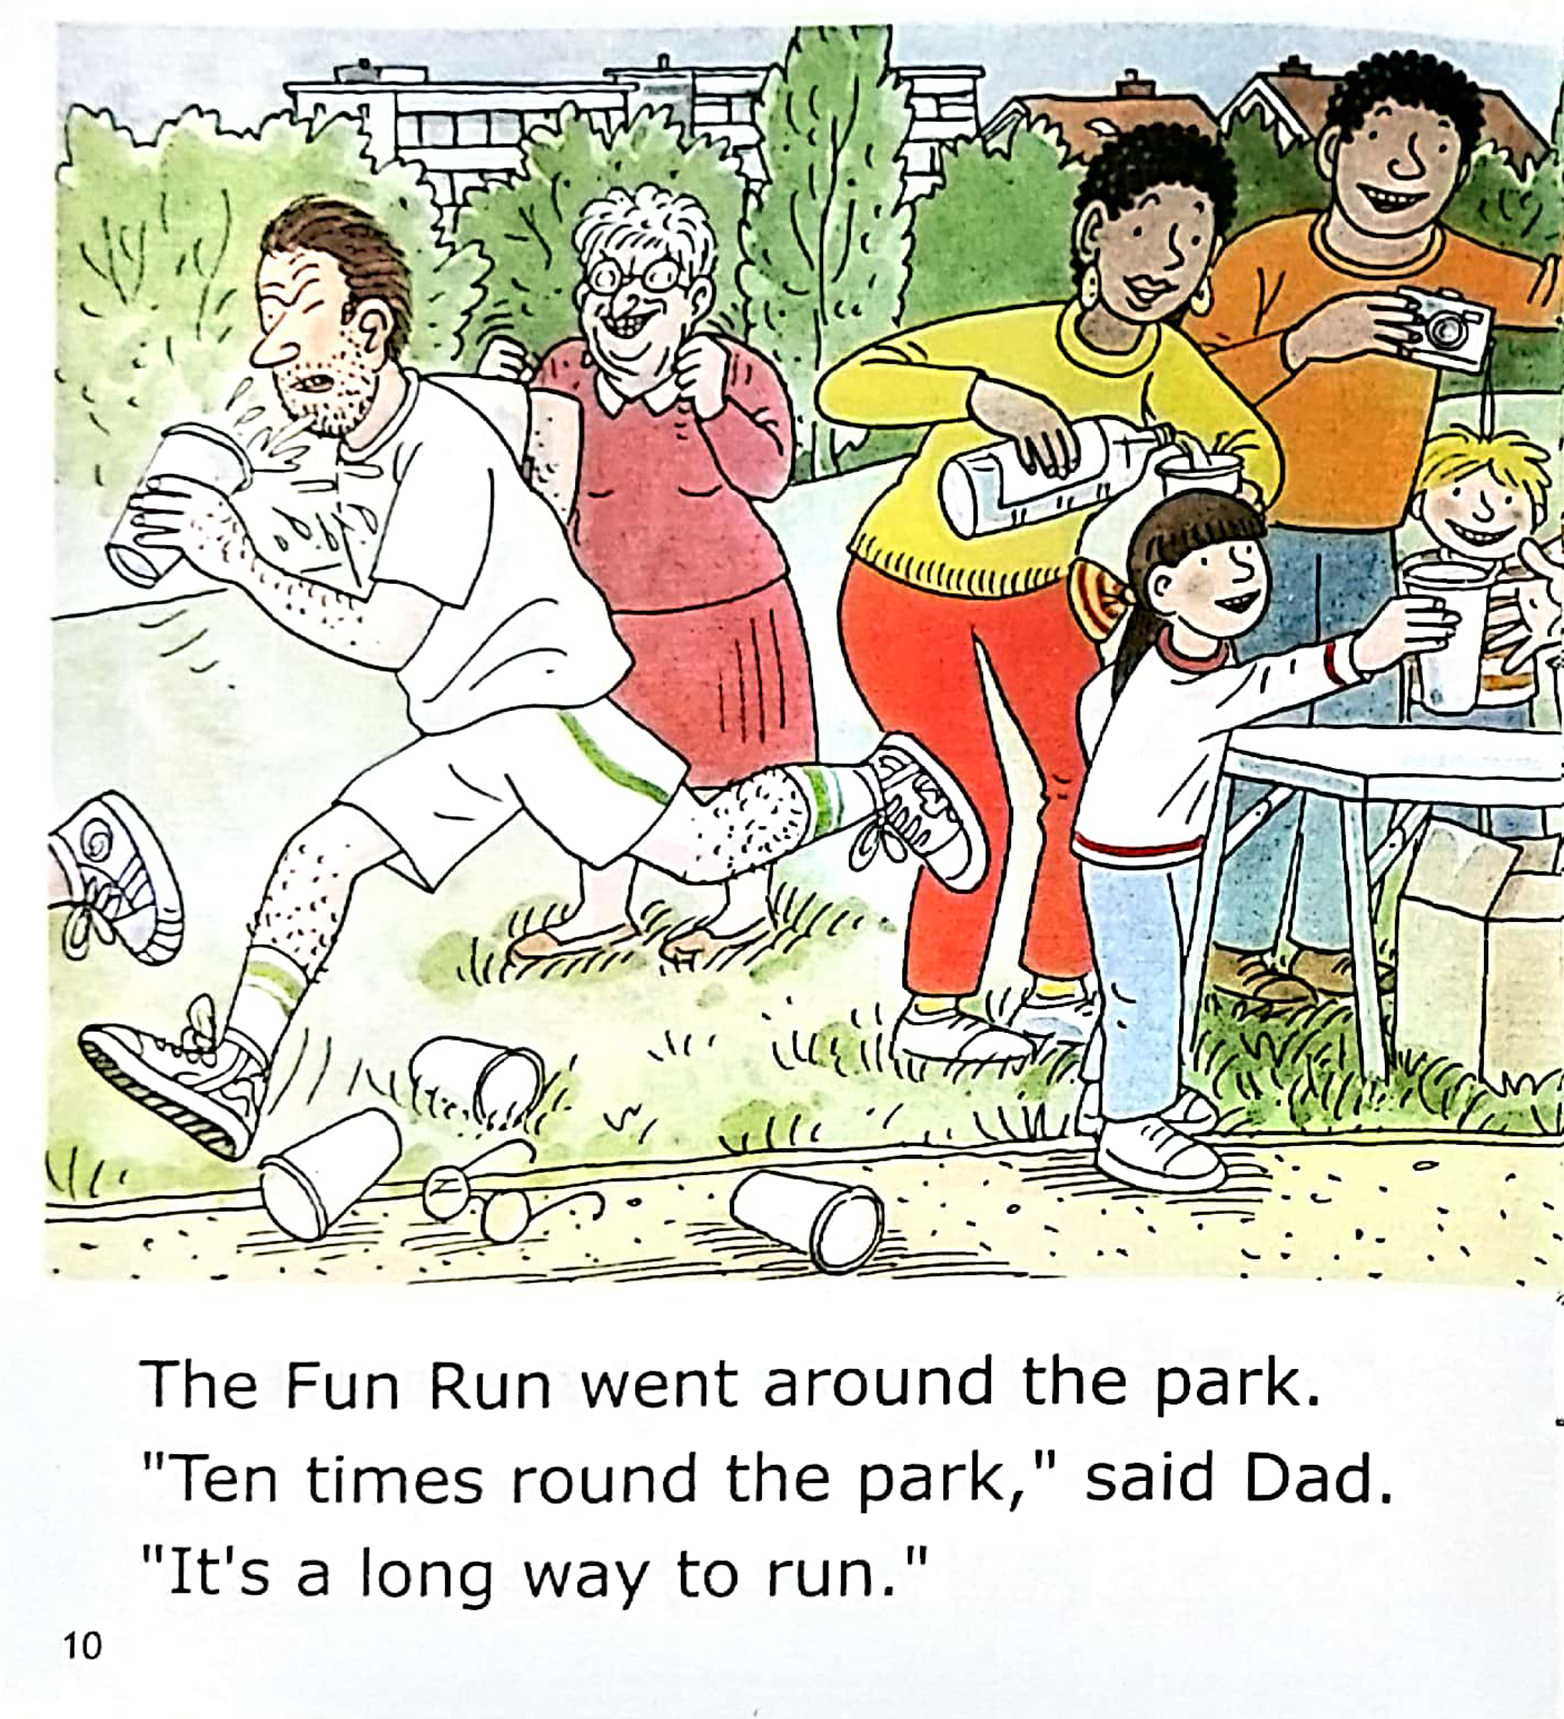 The Fun Run went around the park.
"Ten times round the park," said Dad.
"It's a long way to run."
10